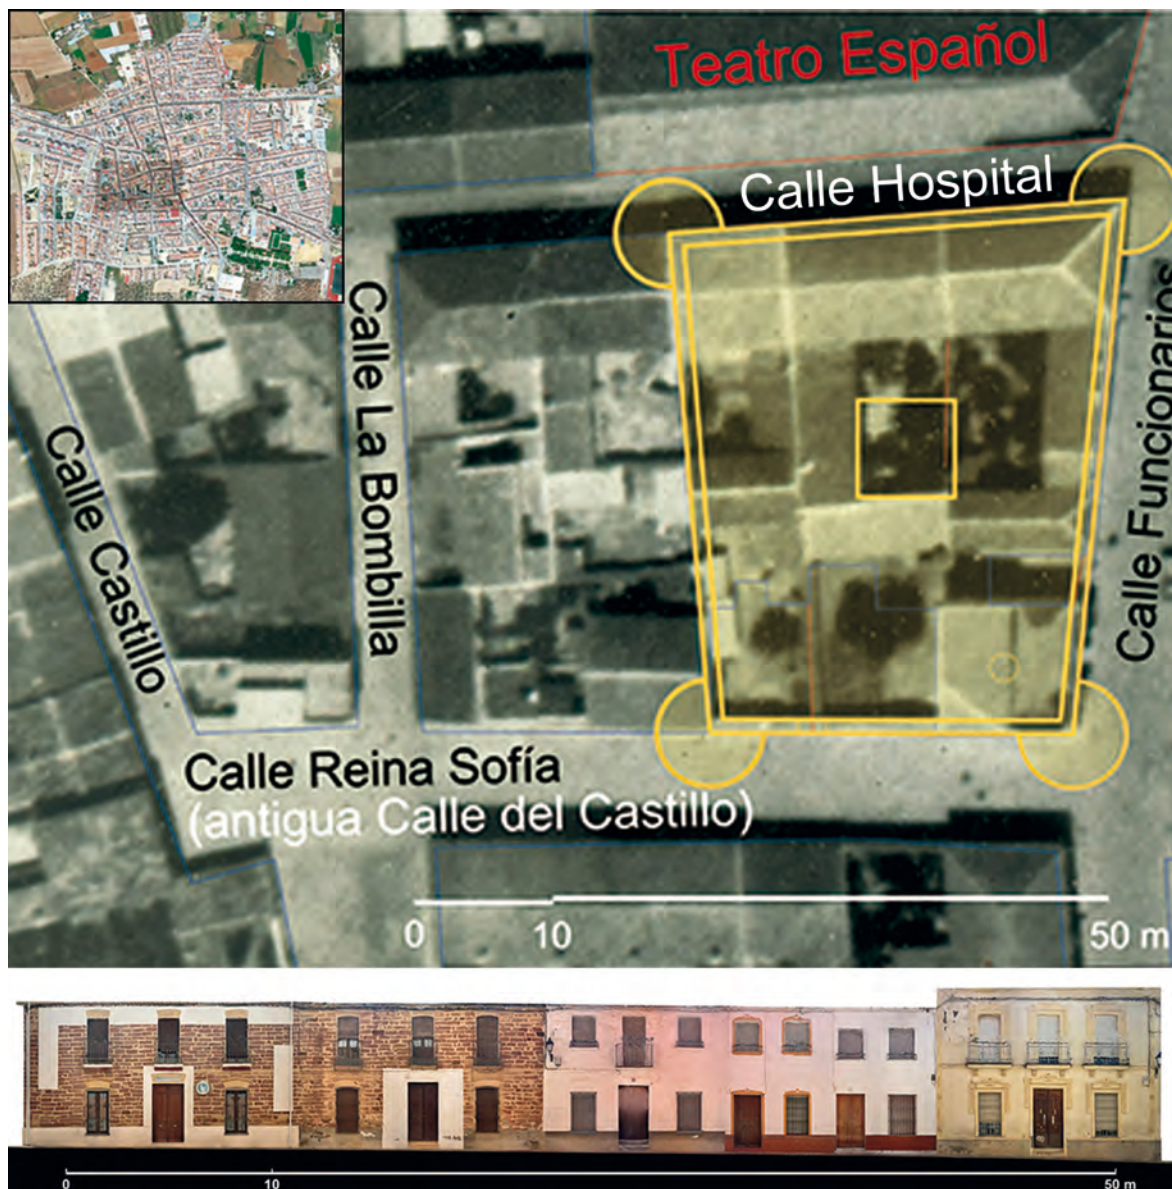 Teatro Español
Calle Hospital
Calle Castillo
Calle La Bombilla
Calle Funcionarios
Calle Reina Sofía
(antigua Calle del Castillo)
0 10 50 m
0 10 50 m